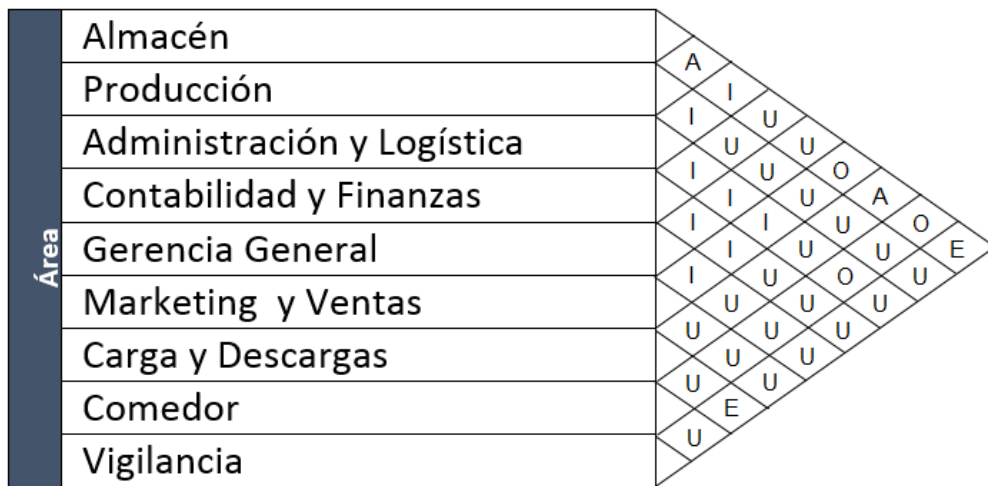 Área
Almacén
A
Producción I
I U
Administración y Logística U U
I U O
Contabilidad y Finanzas I U A
I I U O
Gerencia General I U U E
I U O U
Marketing y Ventas U U U
U U U
Carga y Descargas U U
U U
Comedor E
U
Vigilancia